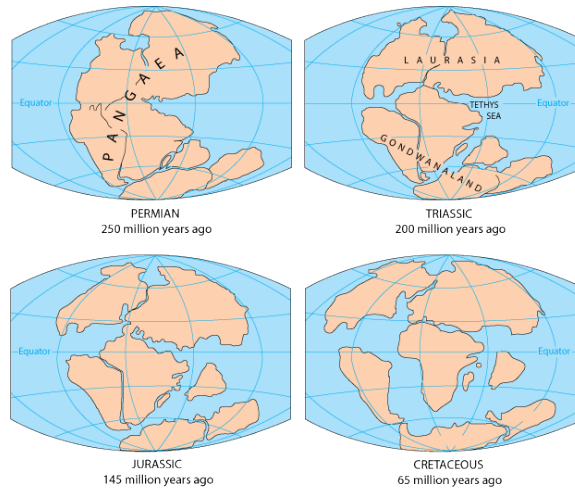 PANGAEA
Equator
PERMIAN
250 million years ago
LAURASIA
TETHYS
SEA
Equator
GONDWANALAND
TRIASSIC
200 million years ago
Equator
JURASSIC
145 million years ago
Equator
CRETACEOUS
65 million years ago